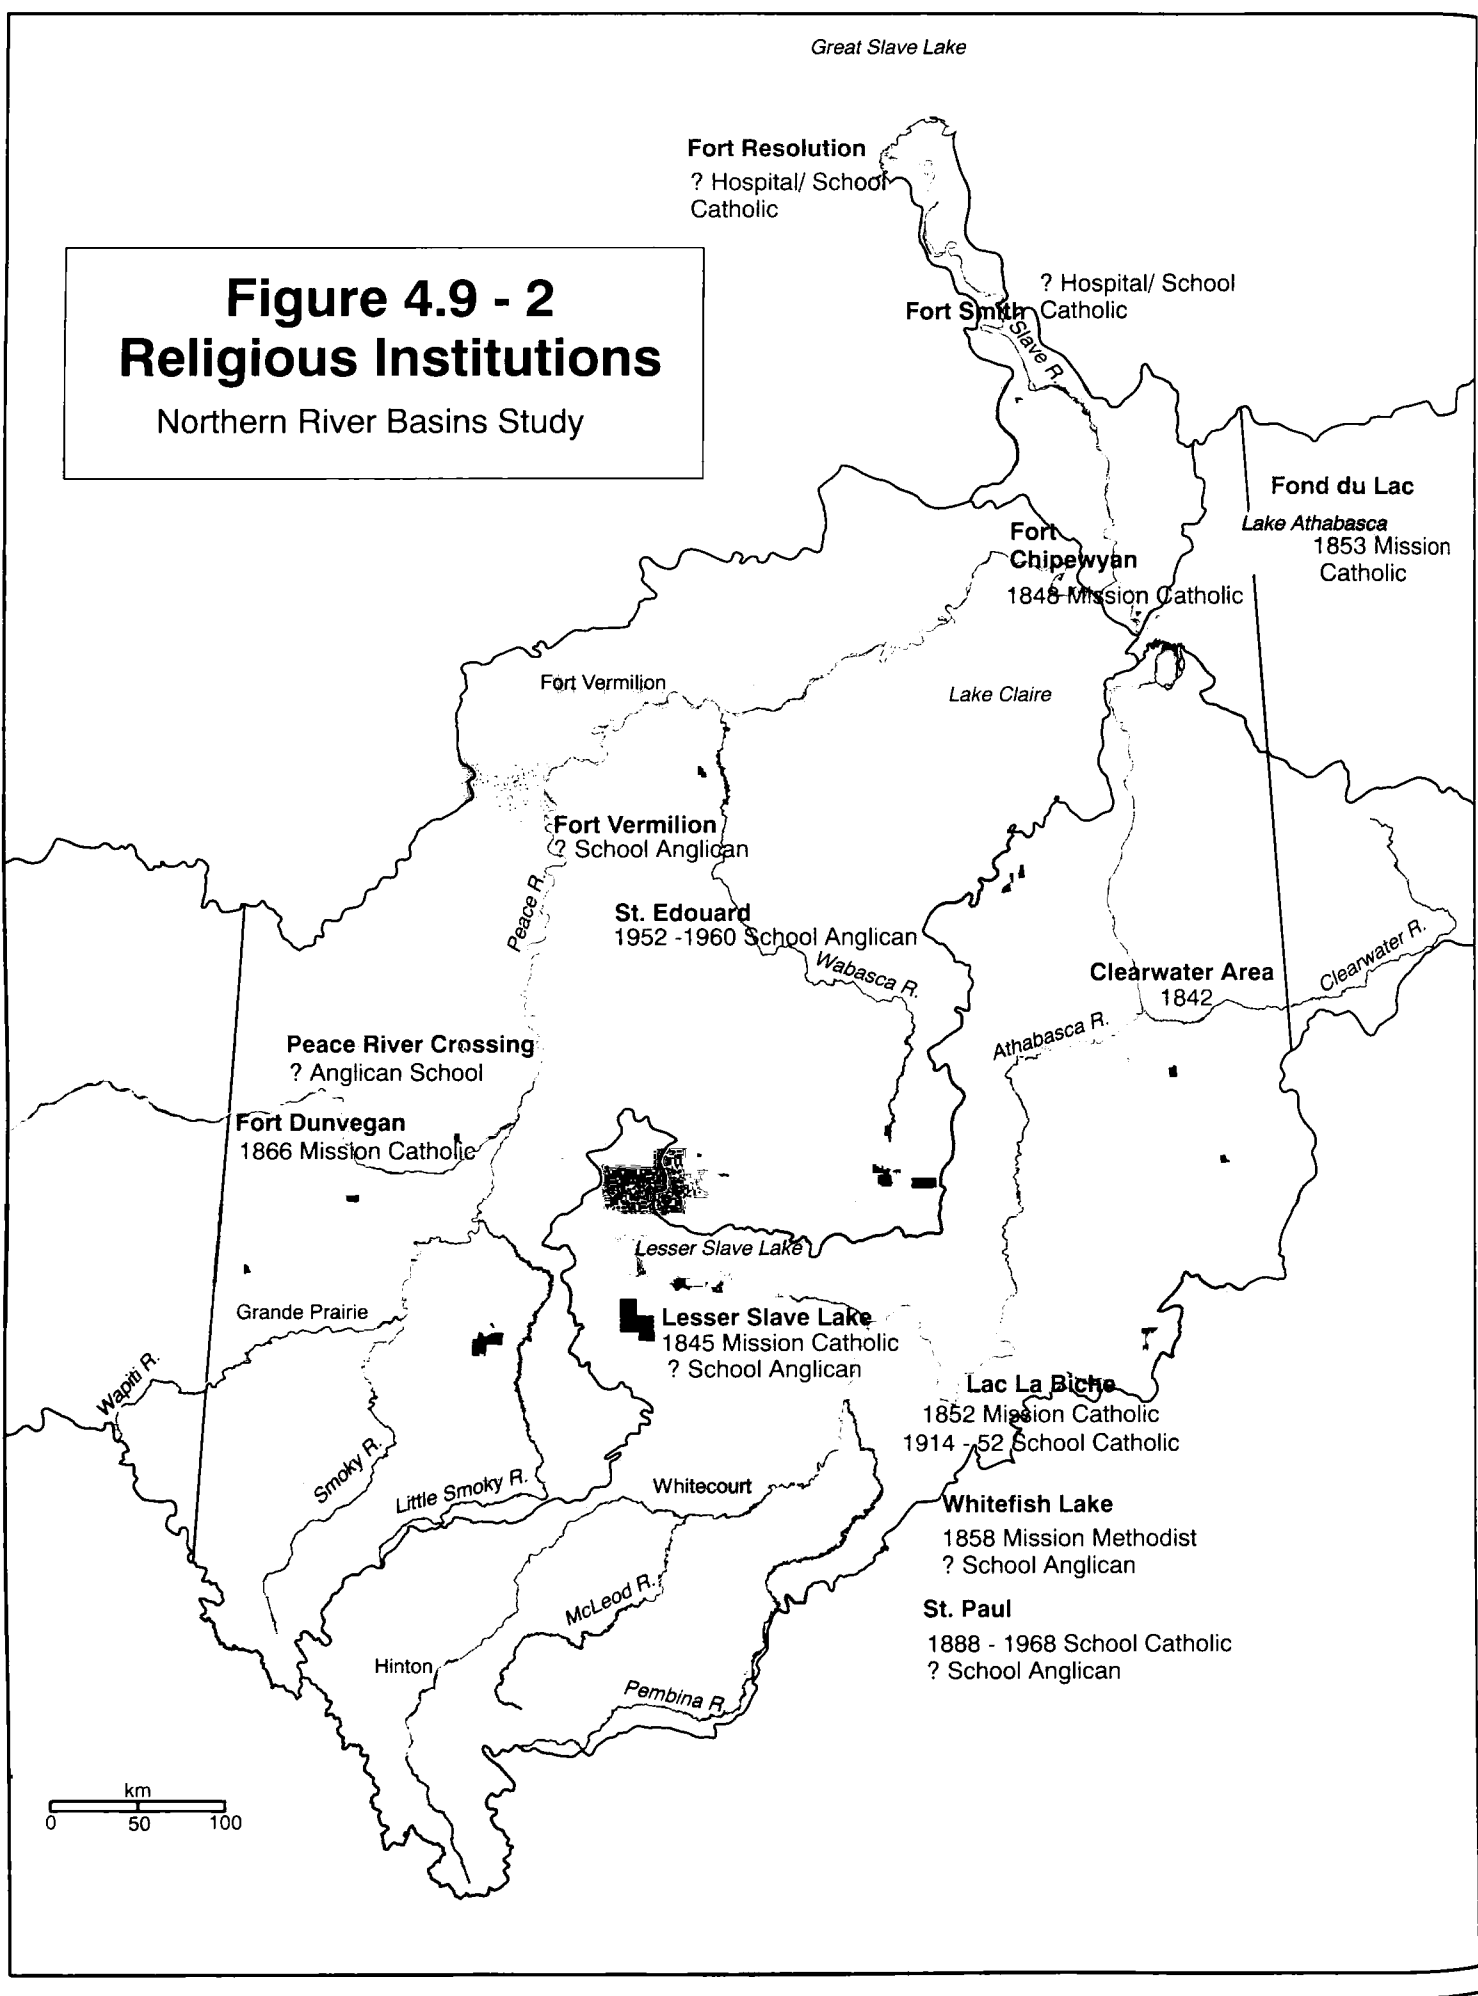 Great Slave Lake
Fort Resolution
? Hospital/ School
Catholic
Figure 4.9 - 2
Religious Institutions
Northern River Basins Study
? Hospital/ School
Fort Smith Catholic
Slave R.
Fond du Lac
Lake Athabasca
1853 Mission
Catholic
Fort
Chipewyan
1848 Mission Catholic
Fort Vermilion
Lake Claire
Fort Vermilion
? School Anglican
Peace R.
St. Edouard
1952 -1960 School Anglican
Wabasca R.
Clearwater R.
Clearwater Area
1842
Athabasca R.
Peace River Crossing
? Anglican School
Fort Dunvegan
1866 Mission Catholic
Lesser Slave Lake
Grande Prairie
Lesser Slave Lake
1845 Mission Catholic
? School Anglican
Wapiti R.
Lac La Biche
1852 Mission Catholic
1914 - 52 School Catholic
Smoky R.
Little Smoky R.
Whitecourt
Whitefish Lake
1858 Mission Methodist
? School Anglican
McLeod R.
St. Paul
1888 - 1968 School Catholic
? School Anglican
Hinton
Pembina R.
km
0 50 100